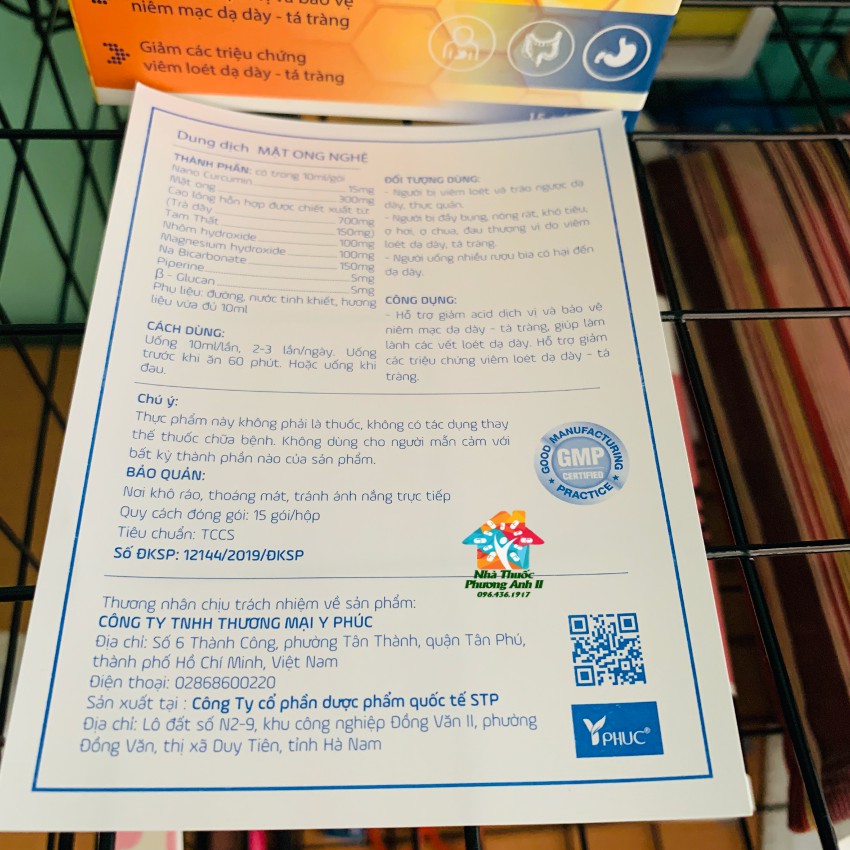 niêm mạc dạ dày - tá tràng
Giảm các triệu chứng
viêm loét dạ dày - tá tràng
Dung dịch MẬT ONG NGHỆ
THÀNH PHẦN: có trong 10ml/gói
Nano Curcumin 15mg
Mật ong 300mg
Cao lỏng hỗn hợp được chiết xuất từ:
(Trà dây 700mg
Tam Thất 150mg)
Nhôm hydroxide 100mg
Magnesium hydroxide 100mg
Na Bicarbonate 150mg
Piperine 5mg
β - Glucan 5mg
Phụ liệu: đường, nước tinh khiết, hương
liệu vừa đủ 10ml
CÁCH DÙNG:
Uống 10ml/lần, 2-3 lần/ngày. Uống
trước khi ăn 60 phút. Hoặc uống khi
đau.
ĐỐI TƯỢNG DÙNG:
- Người bị viêm loét và trào ngược dạ
dày, thực quản.
- Người bị đầy bụng, nóng rát, khó tiêu,
ợ hơi, ợ chua, đau thượng vị do viêm
loét dạ dày, tá tràng.
- Người uống nhiều rượu bia có hại đến
dạ dày.
CÔNG DỤNG:
- Hỗ trợ giảm acid dịch vị và bảo vệ
niêm mạc dạ dày - tá tràng, giúp làm
lành các vết loét dạ dày. Hỗ trợ giảm
các triệu chứng viêm loét dạ dày - tá
tràng.
Chú ý:
Thực phẩm này không phải là thuốc, không có tác dụng thay
thế thuốc chữa bệnh. Không dùng cho người mẫn cảm với
bất kỳ thành phần nào của sản phẩm.
BẢO QUẢN:
Nơi khô ráo, thoáng mát, tránh ánh nắng trực tiếp
Quy cách đóng gói: 15 gói/hộp
Tiêu chuẩn: TCCS
Số ĐKSP: 12144/2019/ĐKSP
GOOD MANUFACTURING
GMP
CERTIFIED
PRACTICE
Nhà Thuốc
Phương Anh II
096.436.1917
Thương nhân chịu trách nhiệm về sản phẩm:
CÔNG TY TNHH THƯƠNG MẠI Y PHÚC
Địa chỉ: Số 6 Thành Công, phường Tân Thành, quận Tân Phú,
thành phố Hồ Chí Minh, Việt Nam
Điện thoại: 02868600220
Sản xuất tại : Công Ty cổ phần dược phẩm quốc tế STP
Địa chỉ: Lô đất số N2-9, khu công nghiệp Đồng Văn II, phường
Đồng Văn, thị xã Duy Tiên, tỉnh Hà Nam
YPHUC®